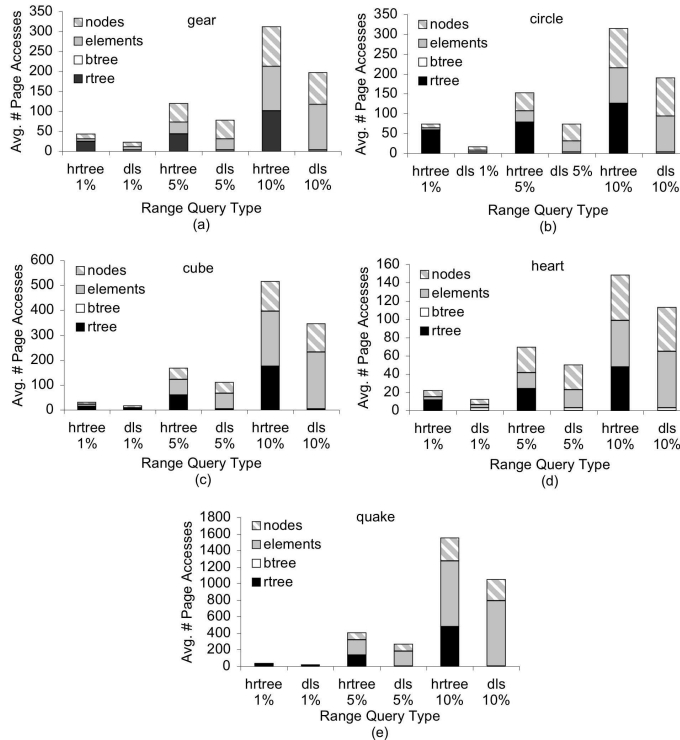 gear
Avg. # Page Accesses
350
300
250
200
150
100
50
0
nodes
elements
btree
rtree
hrtree 1%
dls 1%
hrtree 5%
dls 5%
hrtree 10%
dls 10%
Range Query Type
(a)
circle
Avg. # Page Accesses
350
300
250
200
150
100
50
0
nodes
elements
btree
rtree
hrtree 1%
dls 1%
hrtree 5%
dls 5%
hrtree 10%
dls 10%
Range Query Type
(b)
cube
Avg. # Page Accesses
600
500
400
300
200
100
0
nodes
elements
btree
rtree
hrtree 1%
dls 1%
hrtree 5%
dls 5%
hrtree 10%
dls 10%
Range Query Type
(c)
heart
Avg. # Page Accesses
160
140
120
100
80
60
40
20
0
nodes
elements
btree
rtree
hrtree 1%
dls 1%
hrtree 5%
dls 5%
hrtree 10%
dls 10%
Range Query Type
(d)
quake
Avg. # Page Accesses
1800
1600
1400
1200
1000
800
600
400
200
0
nodes
elements
btree
rtree
hrtree 1%
dls 1%
hrtree 5%
dls 5%
hrtree 10%
dls 10%
Range Query Type
(e)